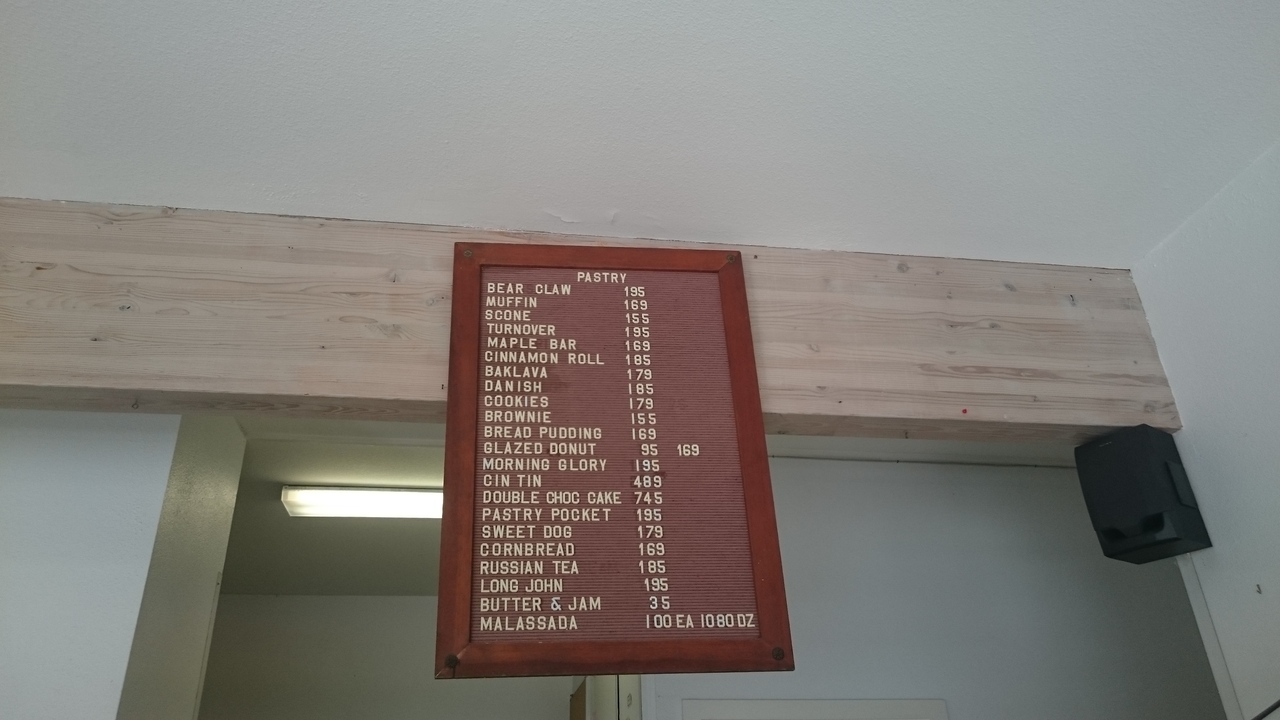 PASTRY
BEAR CLAW 195
MUFFIN 169
SCONE 155
TURNOVER 195
MAPLE BAR 169
CINNAMON ROLL 185
BAKLAVA 179
DANISH 185
COOKIES 179
BROWNIE 155
BREAD PUDDING 169
GLAZED DONUT 95 169
MORNING GLORY 195
CIN TIN 489
DOUBLE CHOC CAKE 745
PASTRY POCKET 195
SWEET DOG 179
CORNBREAD 169
RUSSIAN TEA 185
LONG JOHN 195
BUTTER & JAM 35
MALASSADA 100 EA 1080 DZ